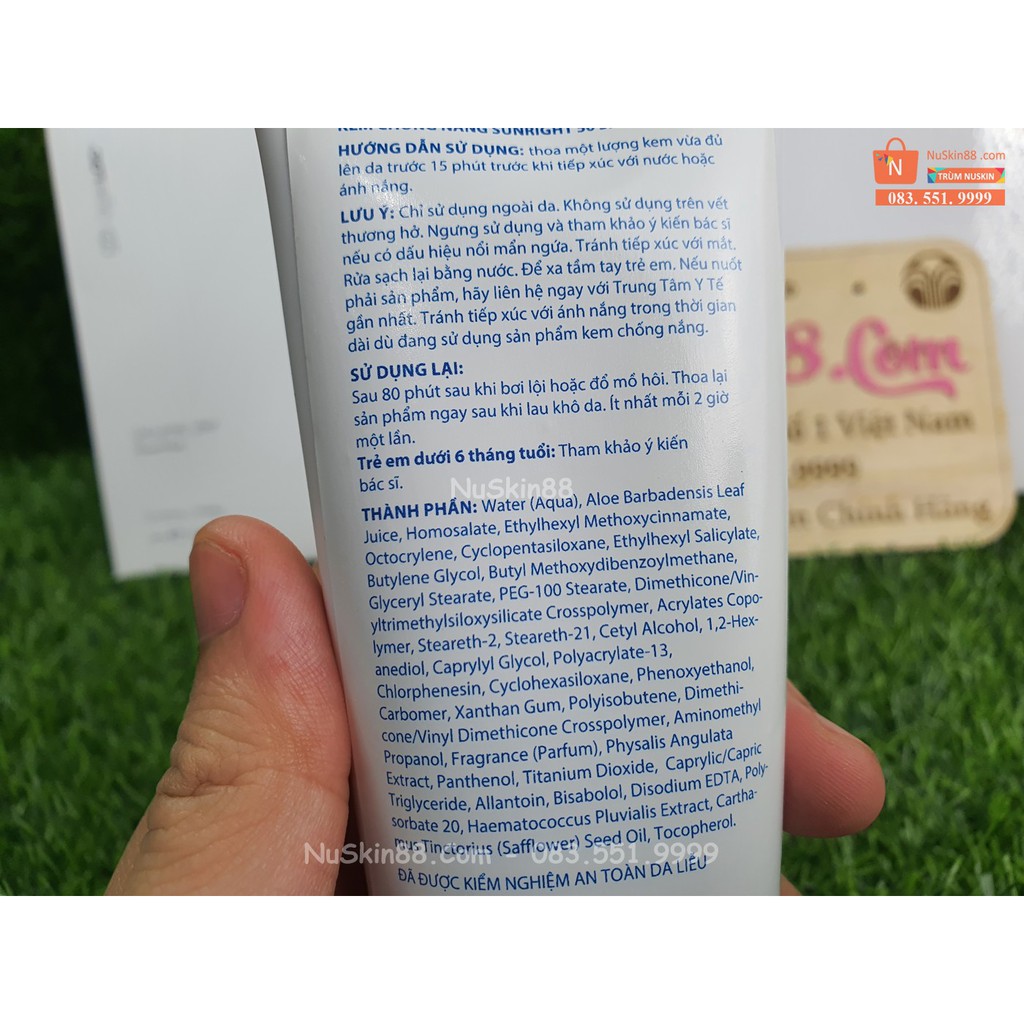 NuSkin88 .com
TRÙM NUSKIN
083. 551. 9999
KEM CHỐNG NẮNG SUNRIGHT
HƯỚNG DẪN SỬ DỤNG: thoa một lượng kem vừa đủ
lên da trước 15 phút trước khi tiếp xúc với nước hoặc
ánh nắng.
LƯU Ý: Chỉ sử dụng ngoài da. Không sử dụng trên vết
thương hở. Ngưng sử dụng và tham khảo ý kiến bác sĩ
nếu có dấu hiệu nổi mẩn ngứa. Tránh tiếp xúc với mắt.
Rửa sạch lại bằng nước. Để xa tầm tay trẻ em. Nếu nuốt
phải sản phẩm, hãy liên hệ ngay với Trung Tâm Y Tế
gần nhất. Tránh tiếp xúc với ánh nắng trong thời gian
dài dù đang sử dụng sản phẩm kem chống nắng.
SỬ DỤNG LẠI:
Sau 80 phút sau khi bơi lội hoặc đổ mồ hôi. Thoa lại
sản phẩm ngay sau khi lau khô da. Ít nhất mỗi 2 giờ
một lần.
Trẻ em dưới 6 tháng tuổi: Tham khảo ý kiến
bác sĩ.
NuSkin88
THÀNH PHẦN: Water (Aqua), Aloe Barbadensis Leaf
Juice, Homosalate, Ethylhexyl Methoxycinnamate,
Octocrylene, Cyclopentasiloxane, Ethylhexyl Salicylate,
Butylene Glycol, Butyl Methoxydibenzoylmethane,
Glyceryl Stearate, PEG-100 Stearate, Dimethicone/Vin-
yltrimethylsiloxysilicate Crosspolymer, Acrylates Copo-
lymer, Steareth-2, Steareth-21, Cetyl Alcohol, 1,2-Hex-
anediol, Caprylyl Glycol, Polyacrylate-13,
Chlorphenesin, Cyclohexasiloxane, Phenoxyethanol,
Carbomer, Xanthan Gum, Polyisobutene, Dimethi-
cone/Vinyl Dimethicone Crosspolymer, Aminomethyl
Propanol, Fragrance (Parfum), Physalis Angulata
Extract, Panthenol, Titanium Dioxide, Caprylic/Capric
Triglyceride, Allantoin, Bisabolol, Disodium EDTA, Poly-
sorbate 20, Haematococcus Pluvialis Extract, Cartha-
mus Tinctorius (Safflower) Seed Oil, Tocopherol.
NuSkin88.Com - 083.551.9999
ĐÃ ĐƯỢC KIỂM NGHIỆM AN TOÀN DA LIỄU
8.Com
1 Việt Nam
.9999
Chính Hãng